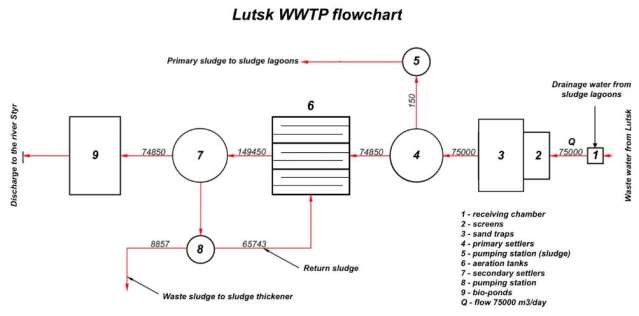 Lutsk WWTP flowchart
Primary sludge to sludge lagoons
5
Drainage water from
sludge lagoons
150
6
Q
Discharge to the river Styr
9
74850
7
149450
74850
4
75000
3
2
75000
1
Waste water from Lutsk
8857
8
65743
Return sludge
Waste sludge to sludge thickener
1 - receiving chamber
2 - screens
3 - sand traps
4 - primary settlers
5 - pumping station (sludge)
6 - aeration tanks
7 - secondary settlers
8 - pumping station
9 - bio-ponds
Q - flow 75000 m3/day